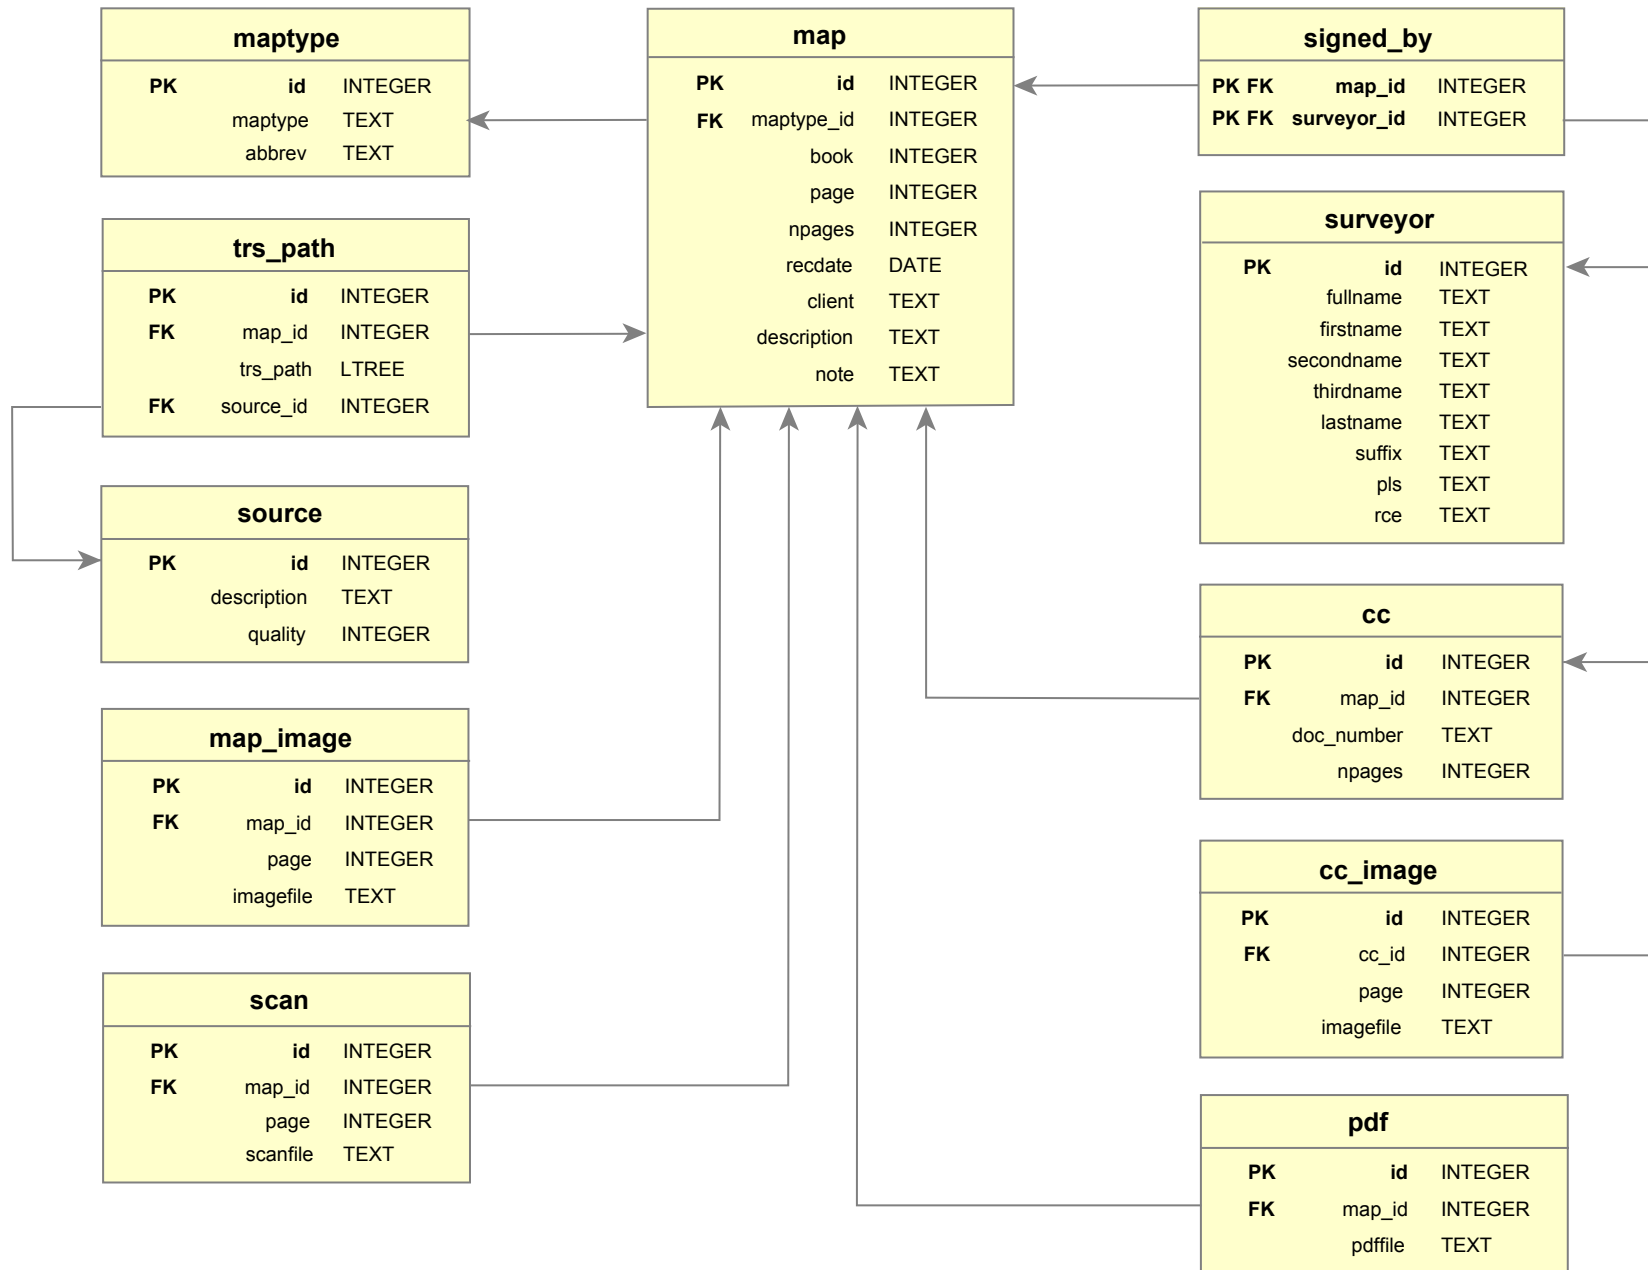 maptype
PK id INTEGER
maptype TEXT
abbrev TEXT
trs_path
PK id INTEGER
FK map_id INTEGER
trs_path LTREE
FK source_id INTEGER
source
PK id INTEGER
description TEXT
quality INTEGER
map_image
PK id INTEGER
FK map_id INTEGER
page INTEGER
imagefile TEXT
scan
PK id INTEGER
FK map_id INTEGER
page INTEGER
scanfile TEXT
map
PK id INTEGER
FK maptype_id INTEGER
book INTEGER
page INTEGER
npages INTEGER
recdate DATE
client TEXT
description TEXT
note TEXT
signed_by
PK FK map_id INTEGER
PK FK surveyor_id INTEGER
surveyor
PK id INTEGER
fullname TEXT
firstname TEXT
secondname TEXT
thirdname TEXT
lastname TEXT
suffix TEXT
pls TEXT
rce TEXT
cc
PK id INTEGER
FK map_id INTEGER
doc_number TEXT
npages INTEGER
cc_image
PK id INTEGER
FK cc_id INTEGER
page INTEGER
imagefile TEXT
pdf
PK id INTEGER
FK map_id INTEGER
pdffile TEXT